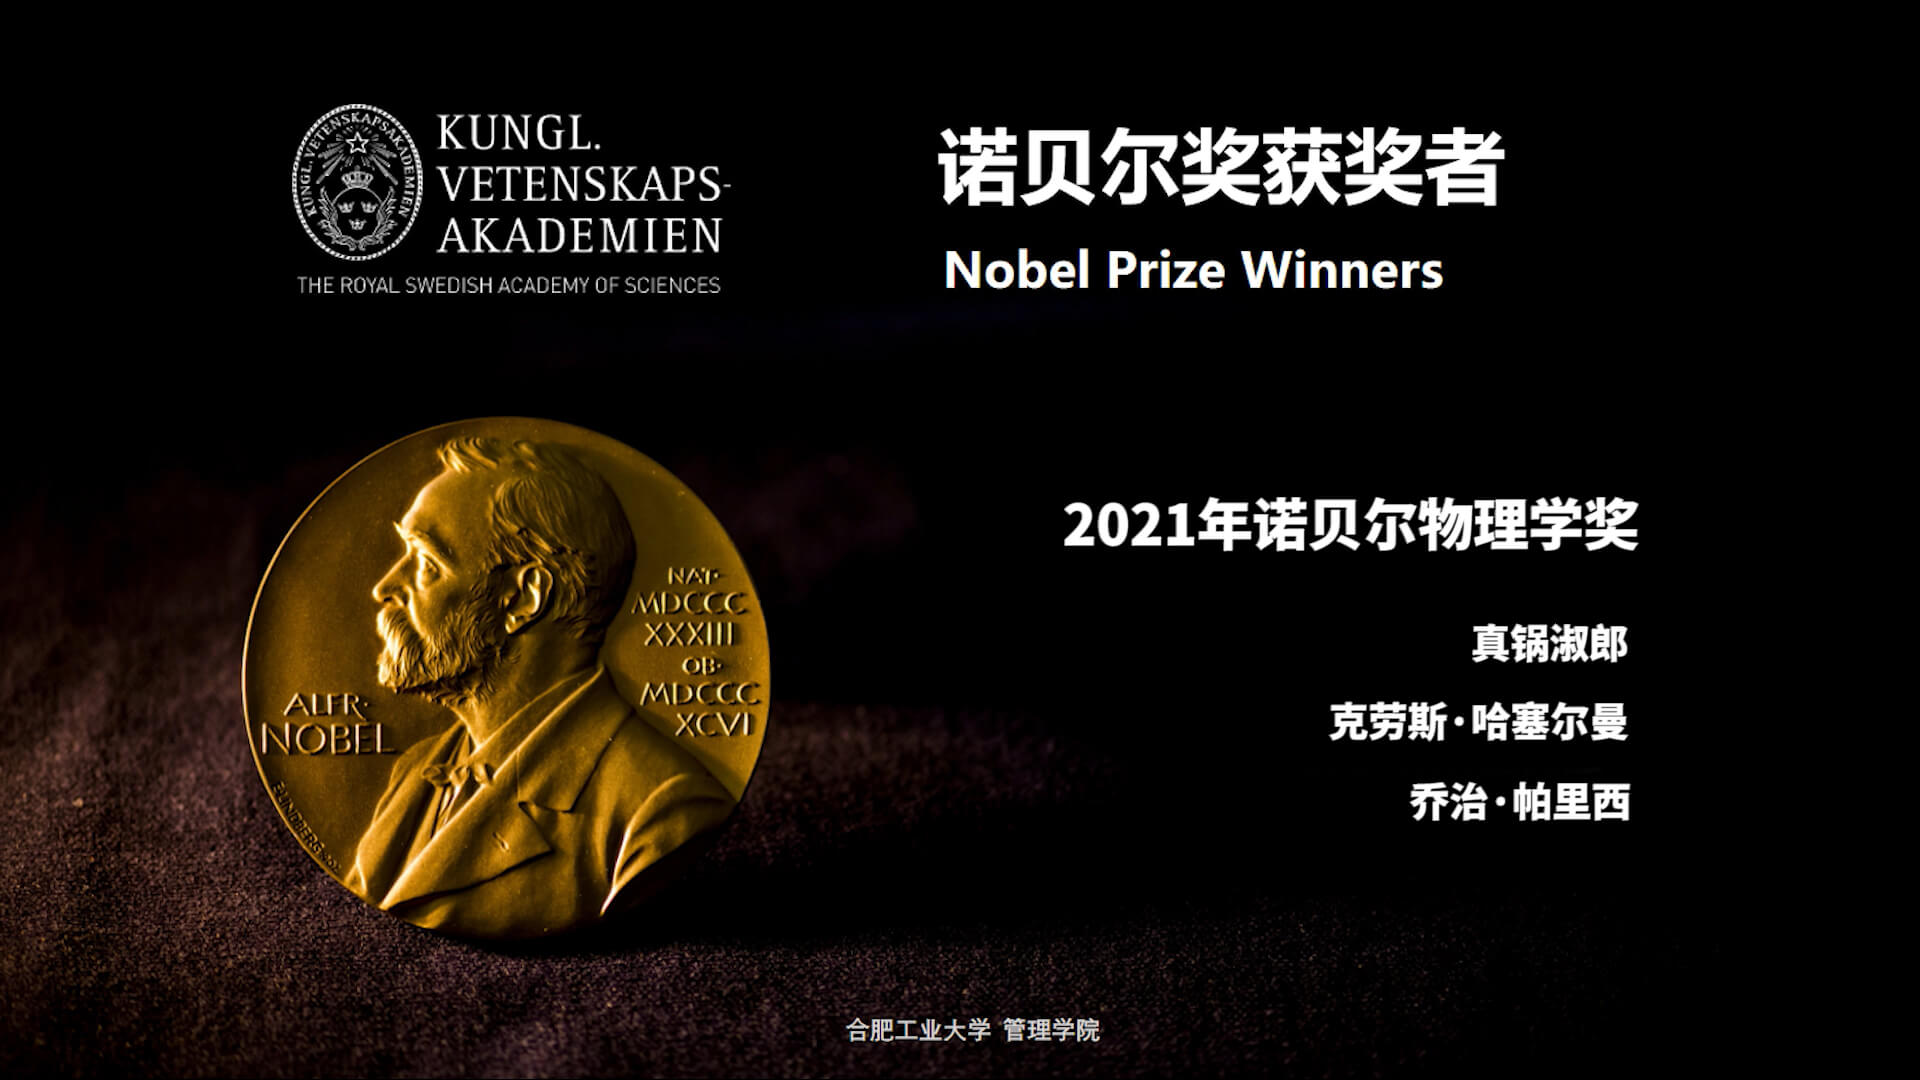 KUNGL. VETENSKAPSAKADEMIEN
KUNGL.
VETENSKAPS-
AKADEMIEN
THE ROYAL SWEDISH ACADEMY OF SCIENCES
诺贝尔奖获奖者
Nobel Prize Winners
NAT·
MDCCC
XXXIII
OB·
MDCCC
XCVI
ALFR·
NOBEL
2021年诺贝尔物理学奖
真锅淑郎
克劳斯·哈塞尔曼
乔治·帕里西
合肥工业大学 管理学院